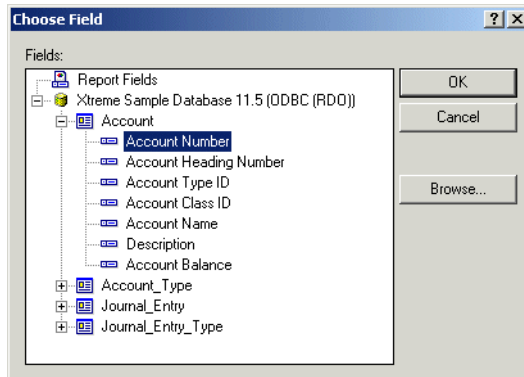 Choose Field
Fields:
Report Fields
Xtreme Sample Database 11.5 (ODBC (RDO))
Account
Account Number
Account Heading Number
Account Type ID
Account Class ID
Account Name
Description
Account Balance
Account_Type
Journal_Entry
Journal_Entry_Type
OK
Cancel
Browse...